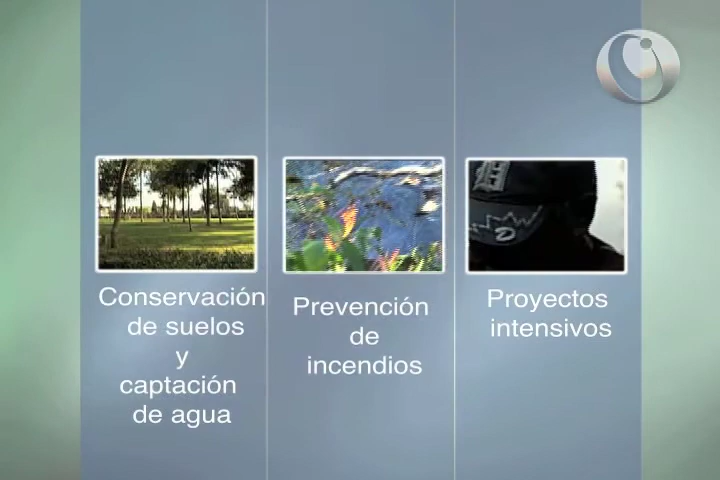 Conservación
de suelos
y
captación
de agua
Prevención
de
incendios
Proyectos
intensivos
D